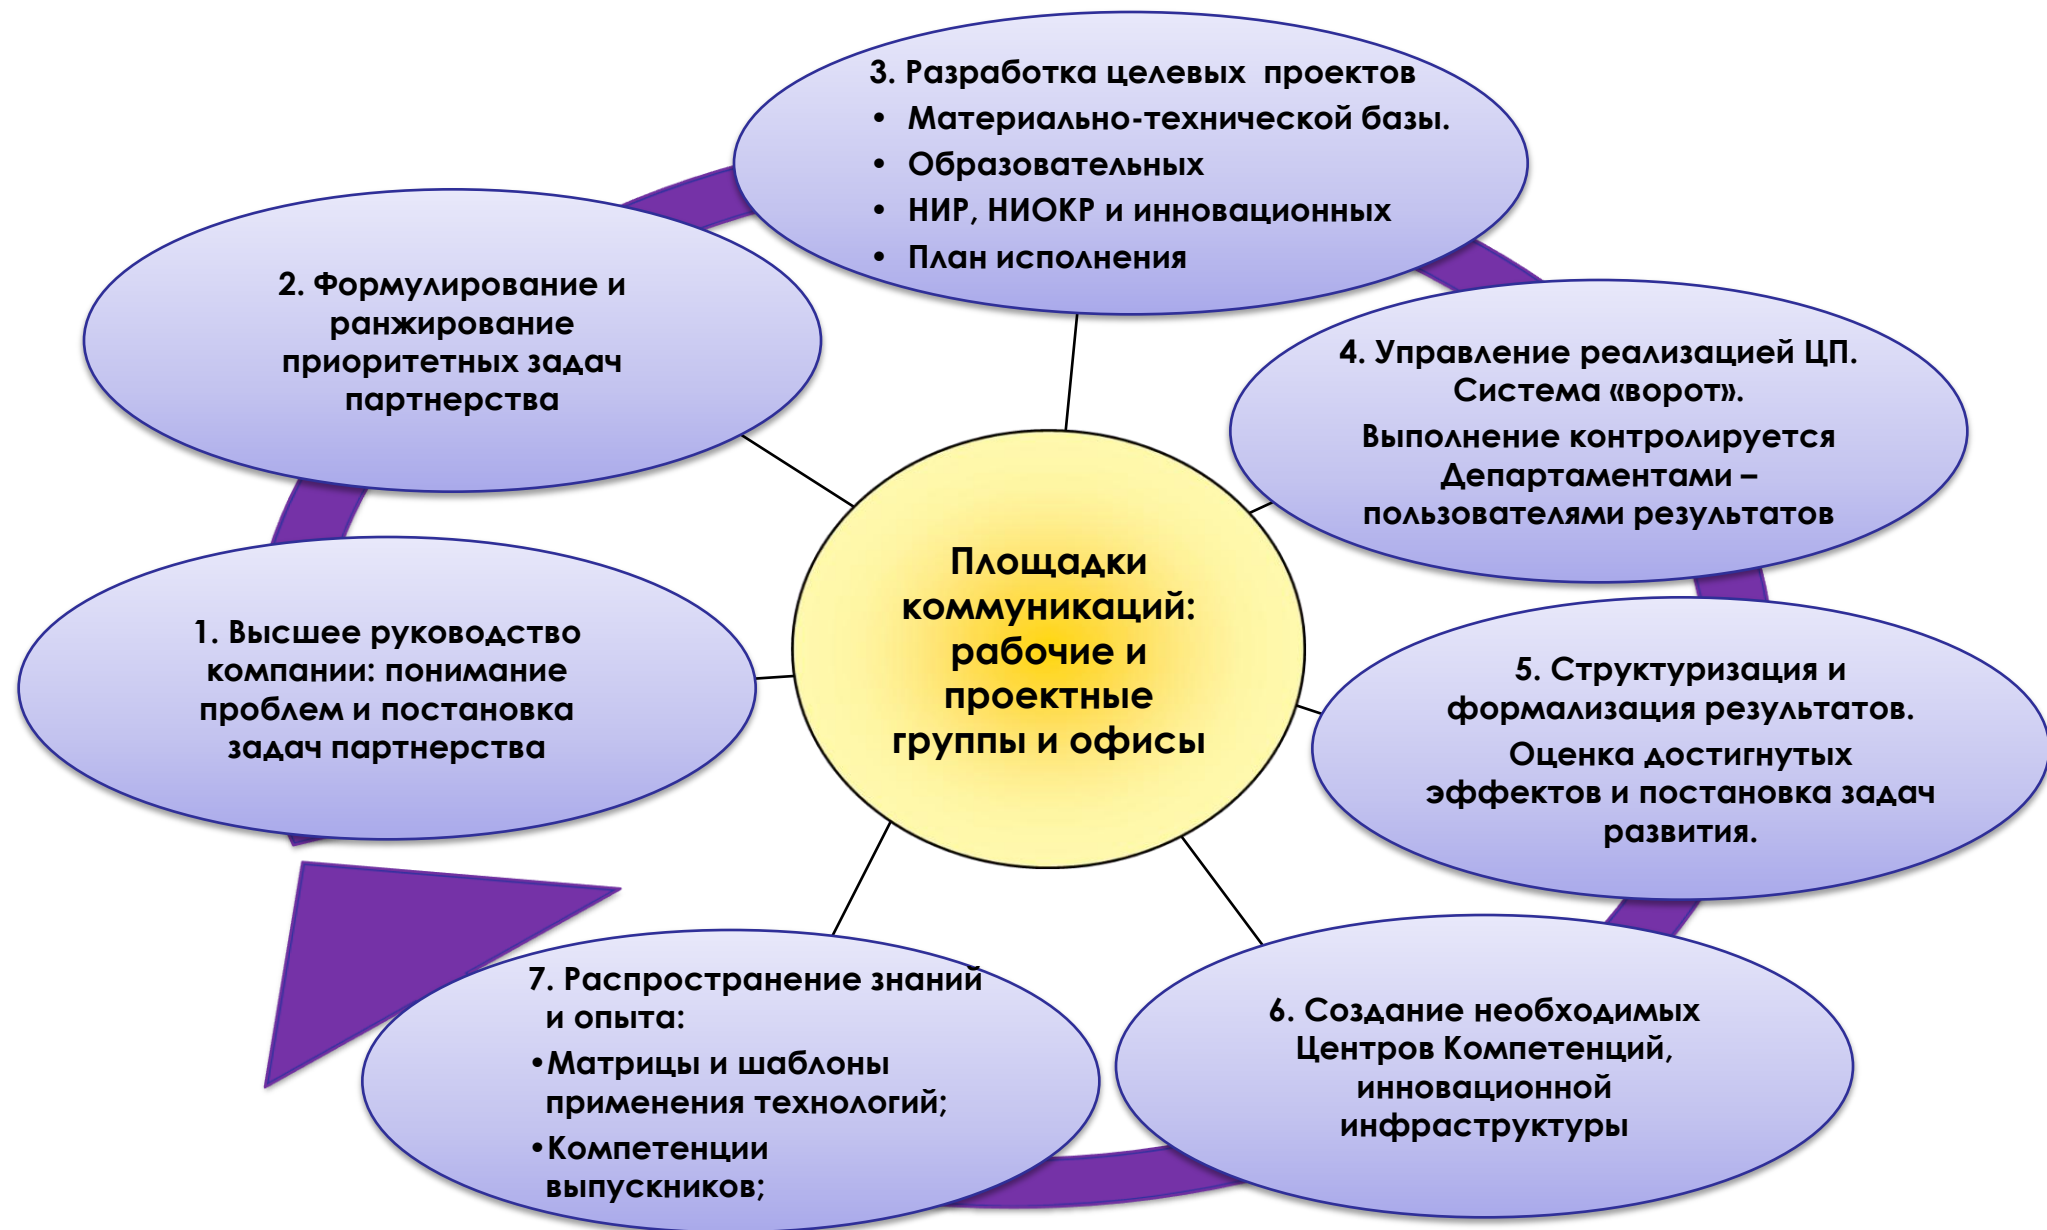 3. Разработка целевых проектов
• Материально-технической базы.
• Образовательных
• НИР, НИОКР и инновационных
• План исполнения
2. Формулирование и
ранжирование
приоритетных задач
партнерства
4. Управление реализацией ЦП.
Система «ворот».
Выполнение контролируется
Департаментами –
пользователями результатов
Площадки
коммуникаций:
рабочие и
проектные
группы и офисы
1. Высшее руководство
компании: понимание
проблем и постановка
задач партнерства
5. Структуризация и
формализация результатов.
Оценка достигнутых
эффектов и постановка задач
развития.
7. Распространение знаний
и опыта:
•Матрицы и шаблоны
применения технологий;
•Компетенции
выпускников;
6. Создание необходимых
Центров Компетенций,
инновационной
инфраструктуры